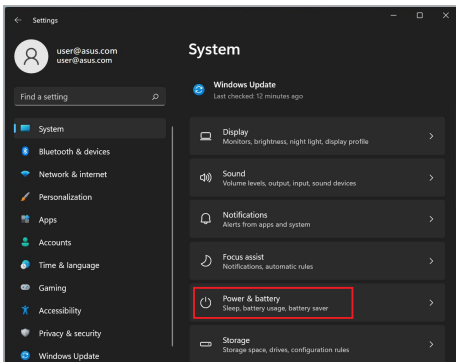 Settings
user@asus.com
user@asus.com
Find a setting
System
Bluetooth & devices
Network & internet
Personalization
Apps
Accounts
Time & language
Gaming
Accessibility
Privacy & security
Windows Update
System
Windows Update
Last checked: 12 minutes ago
Display
Monitors, brightness, night light, display profile
Sound
Volume levels, output, input, sound devices
Notifications
Alerts from apps and system
Focus assist
Notifications, automatic rules
Power & battery
Sleep, battery usage, battery saver
Storage
Storage space, drives, configuration rules